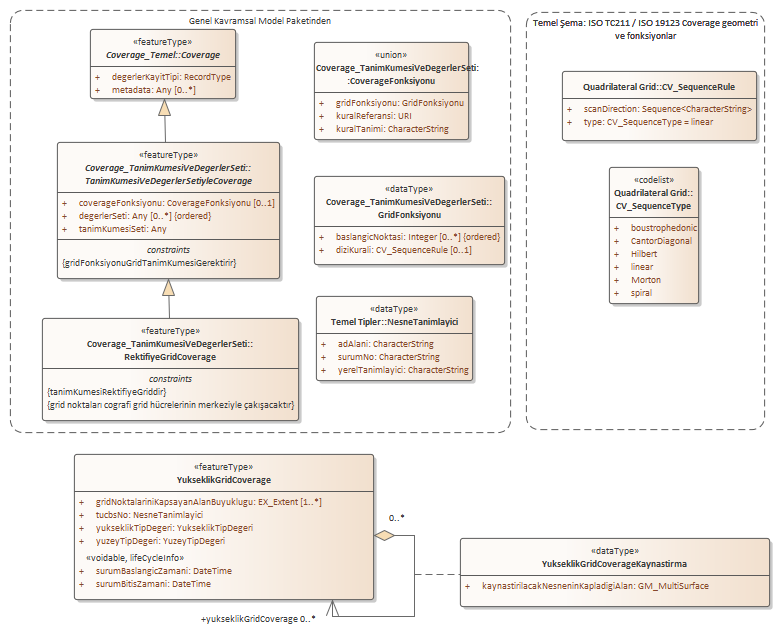 Genel Kavramsal Model Paketinden
«featureType»
Coverage_Temel::Coverage
+ degerlerKayitTipi: RecordType
+ metadata: Any [0..*]
«featureType»
Coverage_TanimKumesiVeDegerlerSeti::
TanimKumesiVeDegerlerSetiyleCoverage
+ coverageFonksiyonu: CoverageFonksiyonu [0..1]
+ degerlerSeti: Any [0..*] {ordered}
+ tanimKumesiSeti: Any
constraints
{gridFonksiyonuGridTanimKumesiGerektirir}
«featureType»
Coverage_TanimKumesiVeDegerlerSeti::
RektifiyeGridCoverage
constraints
{tanimKumesiRektifiyeGriddir}
{grid noktaları cografi grid hücrelerinin merkeziyle çakışacaktır}
«union»
Coverage_TanimKumesiVeDegerlerSeti:
:CoverageFonksiyonu
+ gridFonksiyonu: GridFonksiyonu
+ kuralReferansi: URI
+ kuralTanimi: CharacterString
«dataType»
Coverage_TanimKumesiVeDegerlerSeti::
GridFonksiyonu
+ baslangicNoktasi: Integer [0..*] {ordered}
+ diziKurali: CV_SequenceRule [0..1]
«dataType»
Temel Tipler::NesneTanimlayici
+ adAlani: CharacterString
+ surumNo: CharacterString
+ yerelTanimlayici: CharacterString
Temel Şema: ISO TC211 / ISO 19123 Coverage geometri
ve fonksiyonlar
Quadrilateral Grid::CV_SequenceRule
+ scanDirection: Sequence<CharacterString>
+ type: CV_SequenceType = linear
«codelist»
Quadrilateral Grid::
CV_SequenceType
+ boustrophedonic
+ CantorDiagonal
+ Hilbert
+ linear
+ Morton
+ spiral
«featureType»
YukseklikGridCoverage
+ gridNoktalariniKapsayanAlanBuyuklugu: EX_Extent [1..*]
+ tucbsNo: NesneTanimlayici
+ yukseklikTipDegeri: YukseklikTipDegeri
+ yuzeyTipDegeri: YuzeyTipDegeri
«voidable, lifeCycleInfo»
+ surumBaslangicZamani: DateTime
+ surumBitisZamani: DateTime
0..*
+yukseklikGridCoverage 0..*
«dataType»
YukseklikGridCoverageKaynastirma
+ kaynastirilacakNesneninKapladigiAlan: GM_MultiSurface